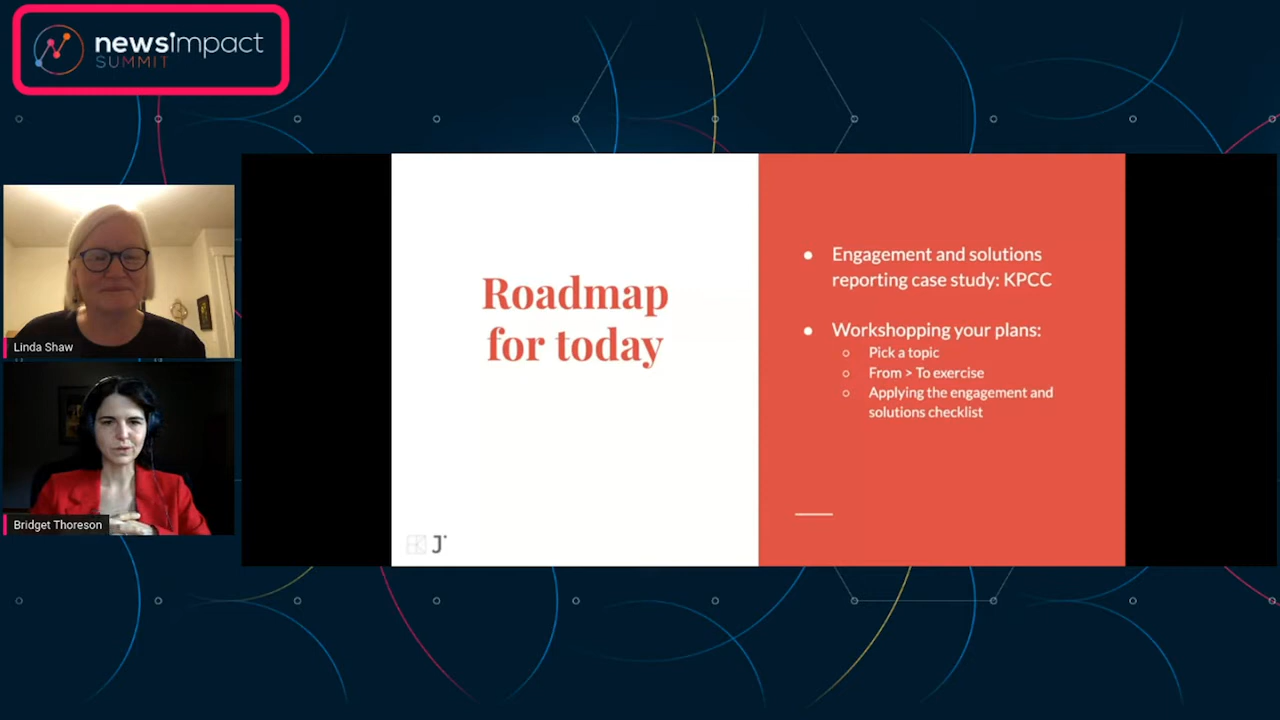 newsimpact
SUMMIT
Linda Shaw
Bridget Thoreson
Roadmap
for today
J
• Engagement and solutions
reporting case study: KPCC
• Workshopping your plans:
○ Pick a topic
○ From > To exercise
○ Applying the engagement and
solutions checklist